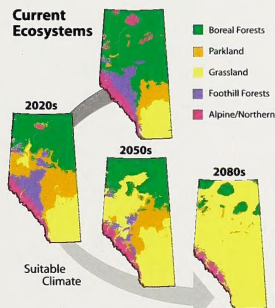 Current
Ecosystems
Boreal Forests
Parkland
Grassland
Foothill Forests
Alpine/Northern
2020s
2050s
2080s
Suitable
Climate